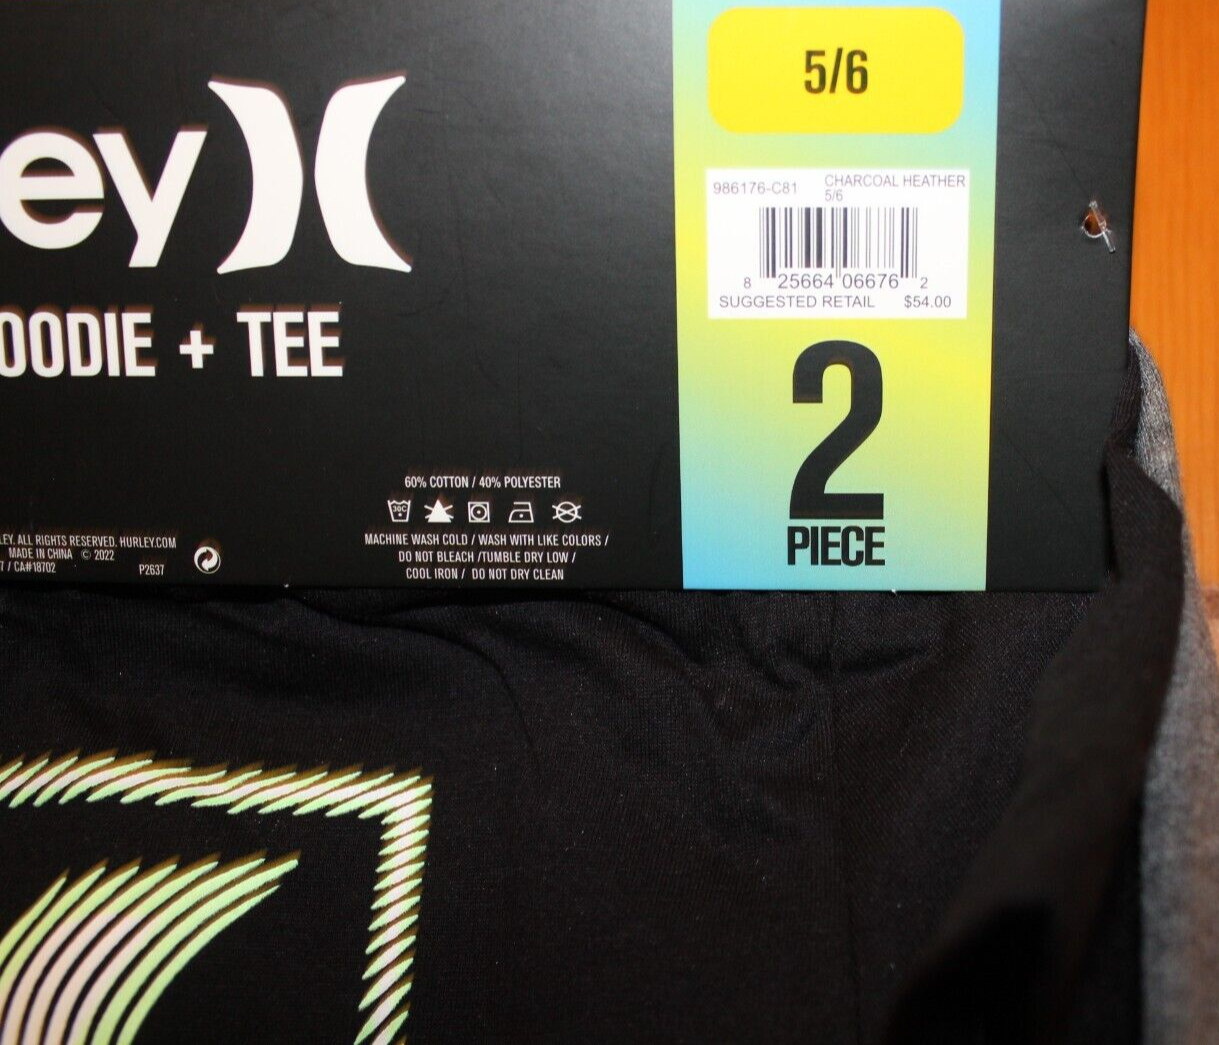 ey
OODIE + TEE
5/6
986176-C81 CHARCOAL HEATHER
5/6
8 25664 06676 2
SUGGESTED RETAIL $54.00
2
PIECE
60% COTTON / 40% POLYESTER
30C
MACHINE WASH COLD / WASH WITH LIKE COLORS /
DO NOT BLEACH /TUMBLE DRY LOW /
COOL IRON / DO NOT DRY CLEAN
LEY. ALL RIGHTS RESERVED. HURLEY.COM
MADE IN CHINA © 2022
7 / CA#18702 P2637